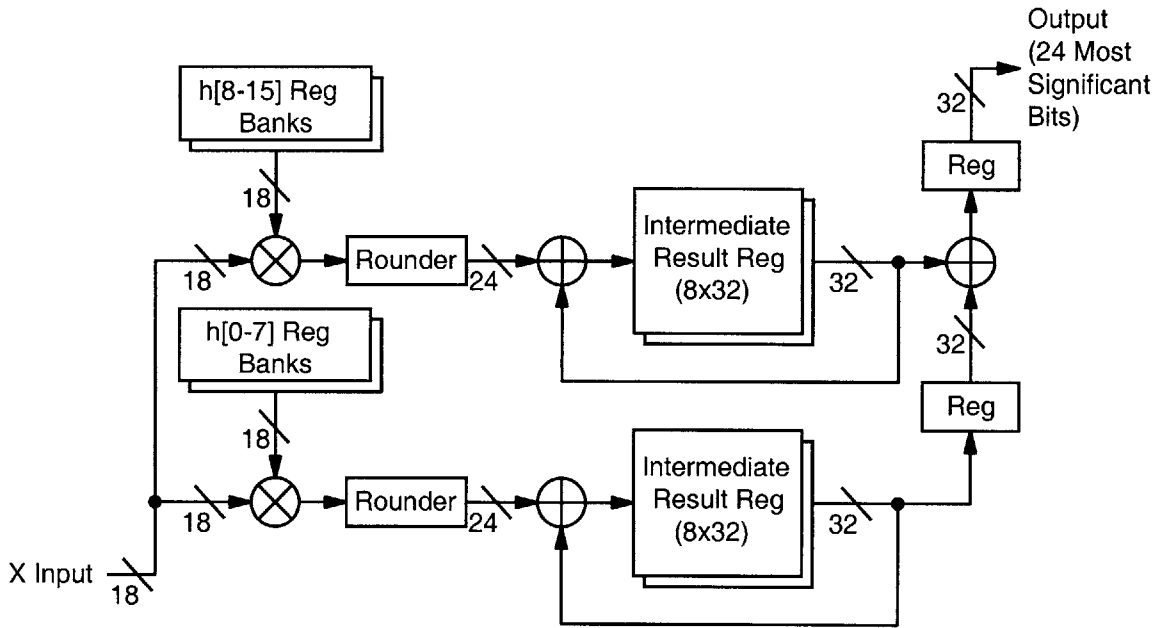 Output
(24 Most
Significant
Bits)
32
Reg
h[8-15] Reg
Banks
18
Intermediate
Result Reg
(8x32)
18
Rounder
24
32
h[0-7] Reg
Banks
32
Reg
18
Intermediate
Result Reg
(8x32)
18
Rounder
24
32
X Input
18